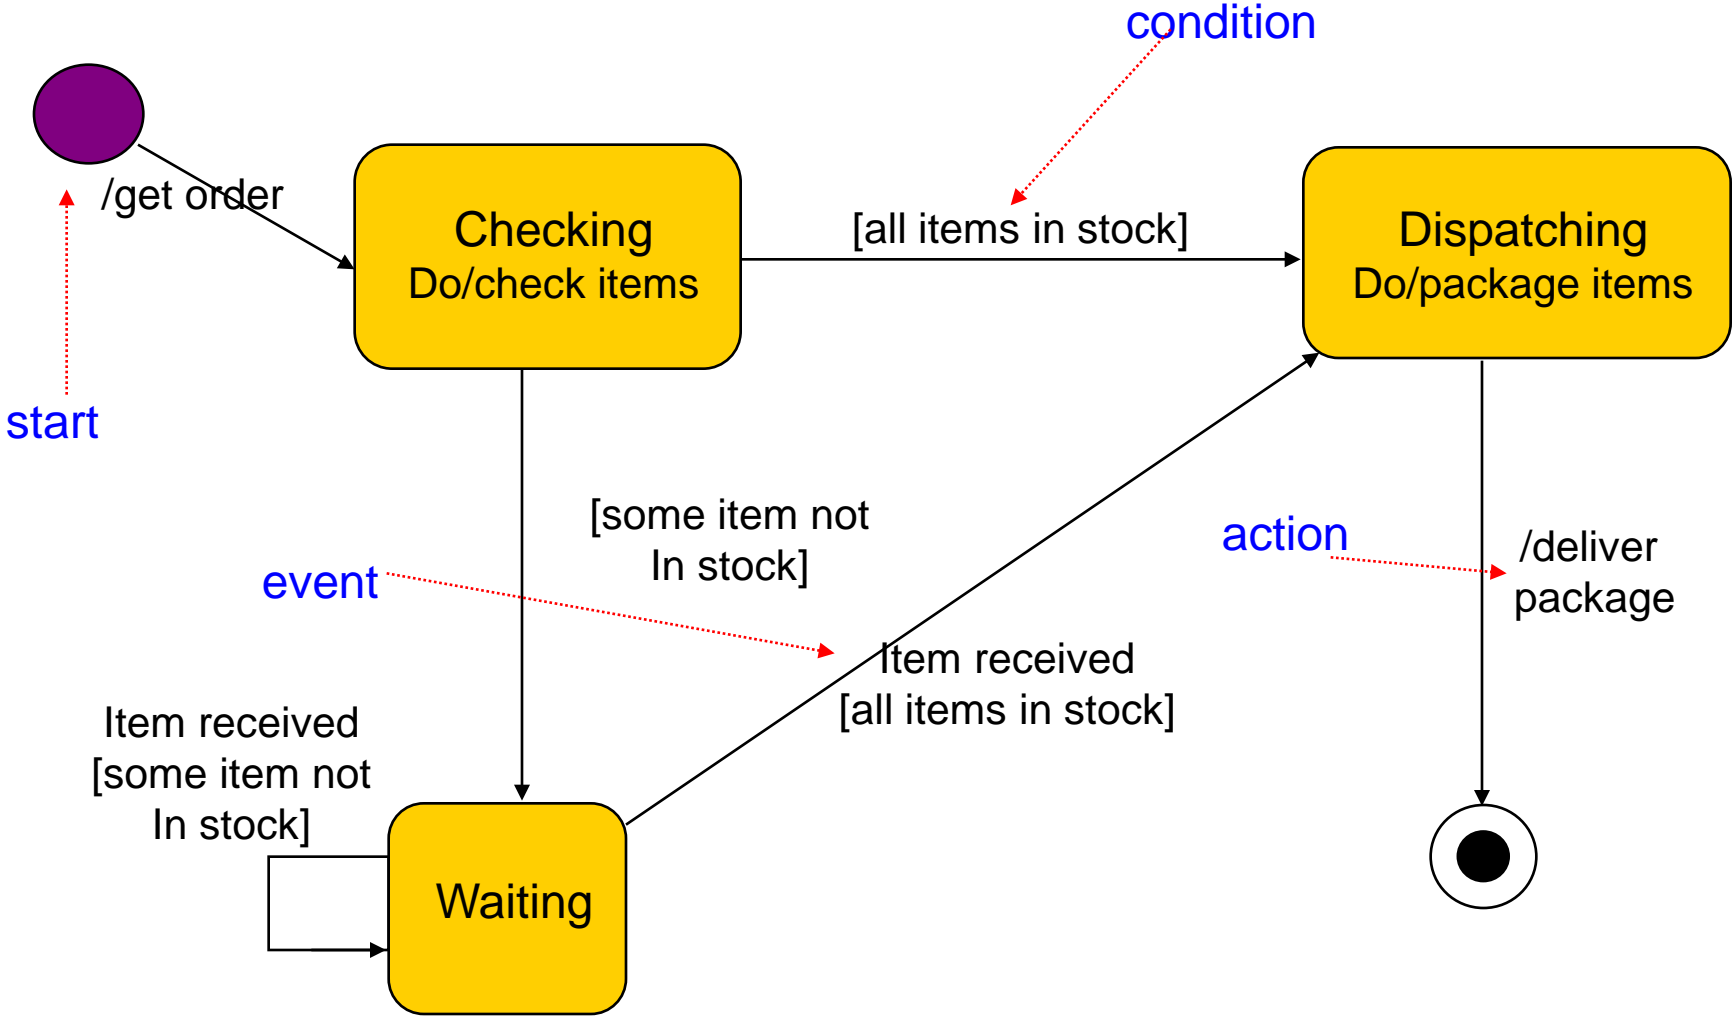 condition
/get order
Checking
Do/check items
[all items in stock]
Dispatching
Do/package items
start
[some item not
In stock]
event
action
/deliver
package
Item received
[all items in stock]
Item received
[some item not
In stock]
Waiting